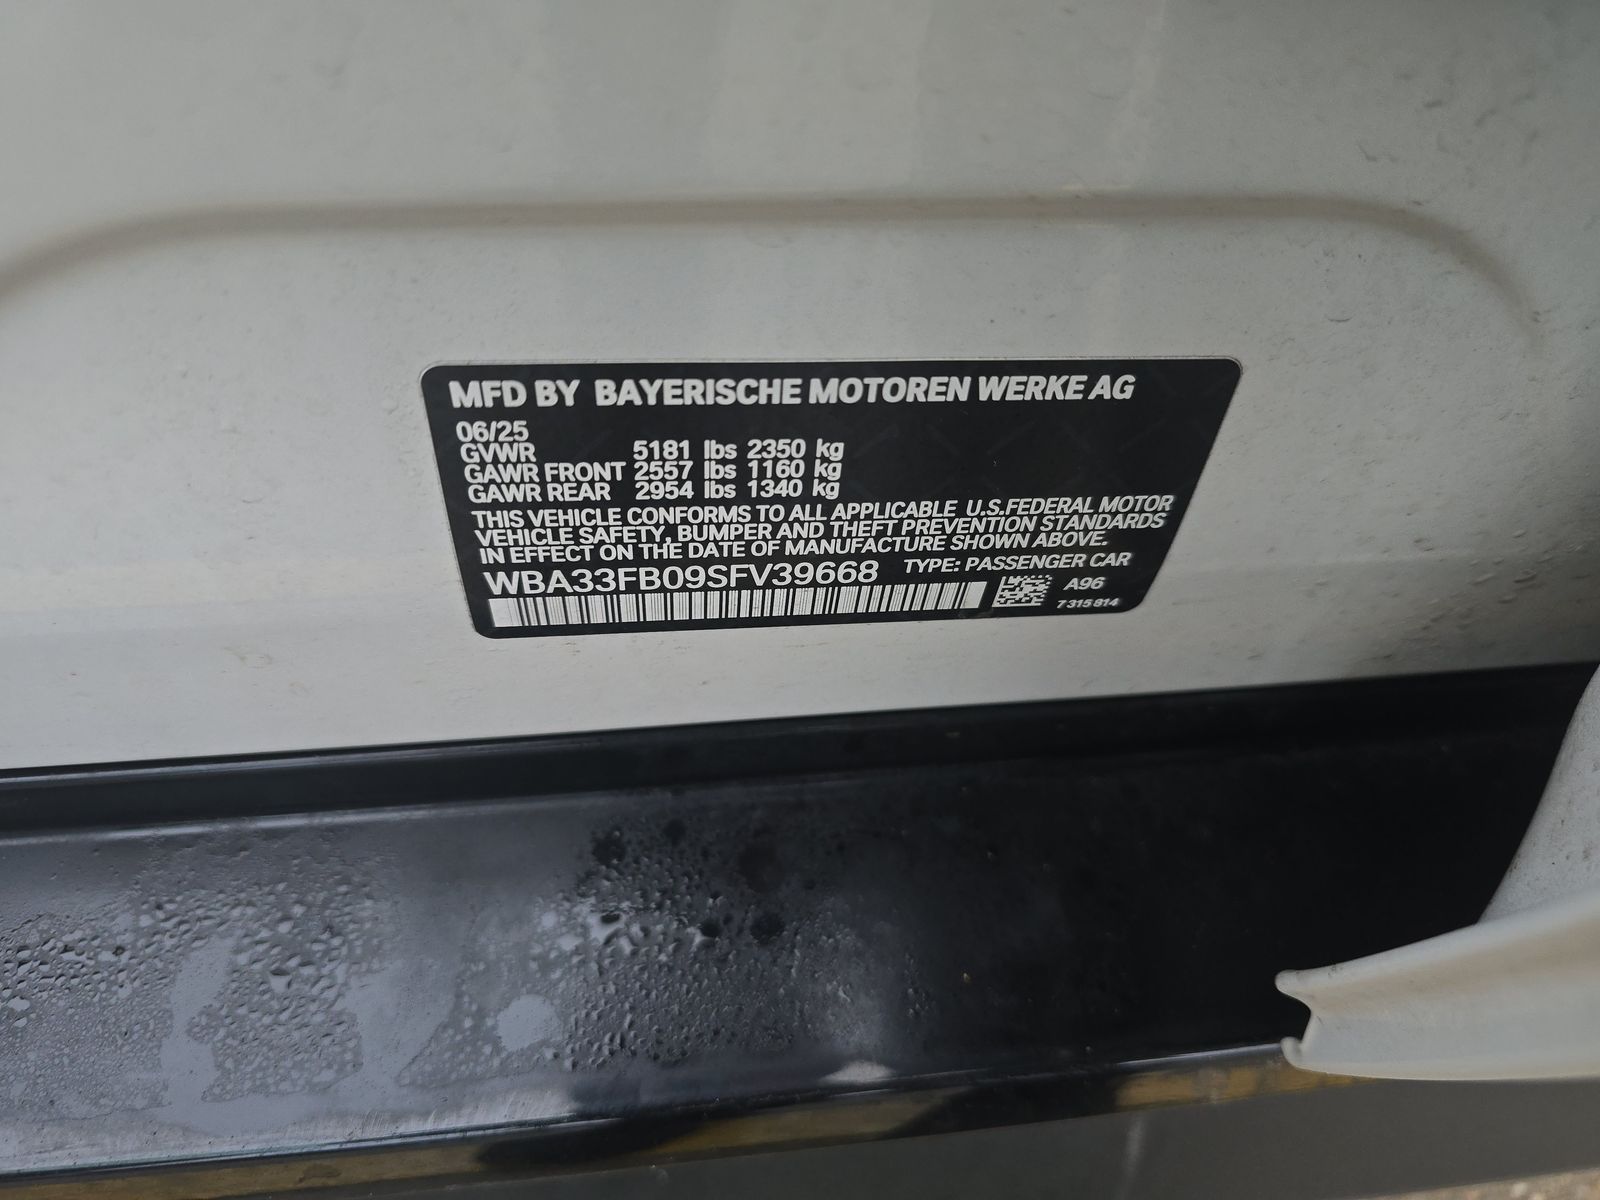 MFD BY BAYERISCHE MOTOREN WERKE AG
06/25
GVWR 5181 lbs 2350 kg
GAWR FRONT 2557 lbs 1160 kg
GAWR REAR 2954 lbs 1340 kg
THIS VEHICLE CONFORMS TO ALL APPLICABLE U.S.FEDERAL MOTOR
VEHICLE SAFETY, BUMPER AND THEFT PREVENTION STANDARDS
IN EFFECT ON THE DATE OF MANUFACTURE SHOWN ABOVE.
WBA33FB09SFV39668 TYPE: PASSENGER CAR
A96
7 315 814